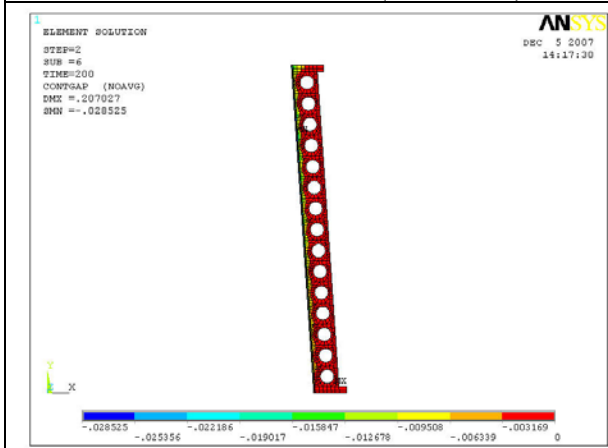 1
ELEMENT SOLUTION
STEP=2
SUB =6
TIME=200
CONTGAP (NOAVG)
DMX =.207027
SMN =-.028525
ANSYS
DEC 5 2007
14:17:30
MX
Y
Z X
-.028525 -.022186 -.015847 -.009508 -.003169
-.025356 -.019017 -.012678 -.006339 0